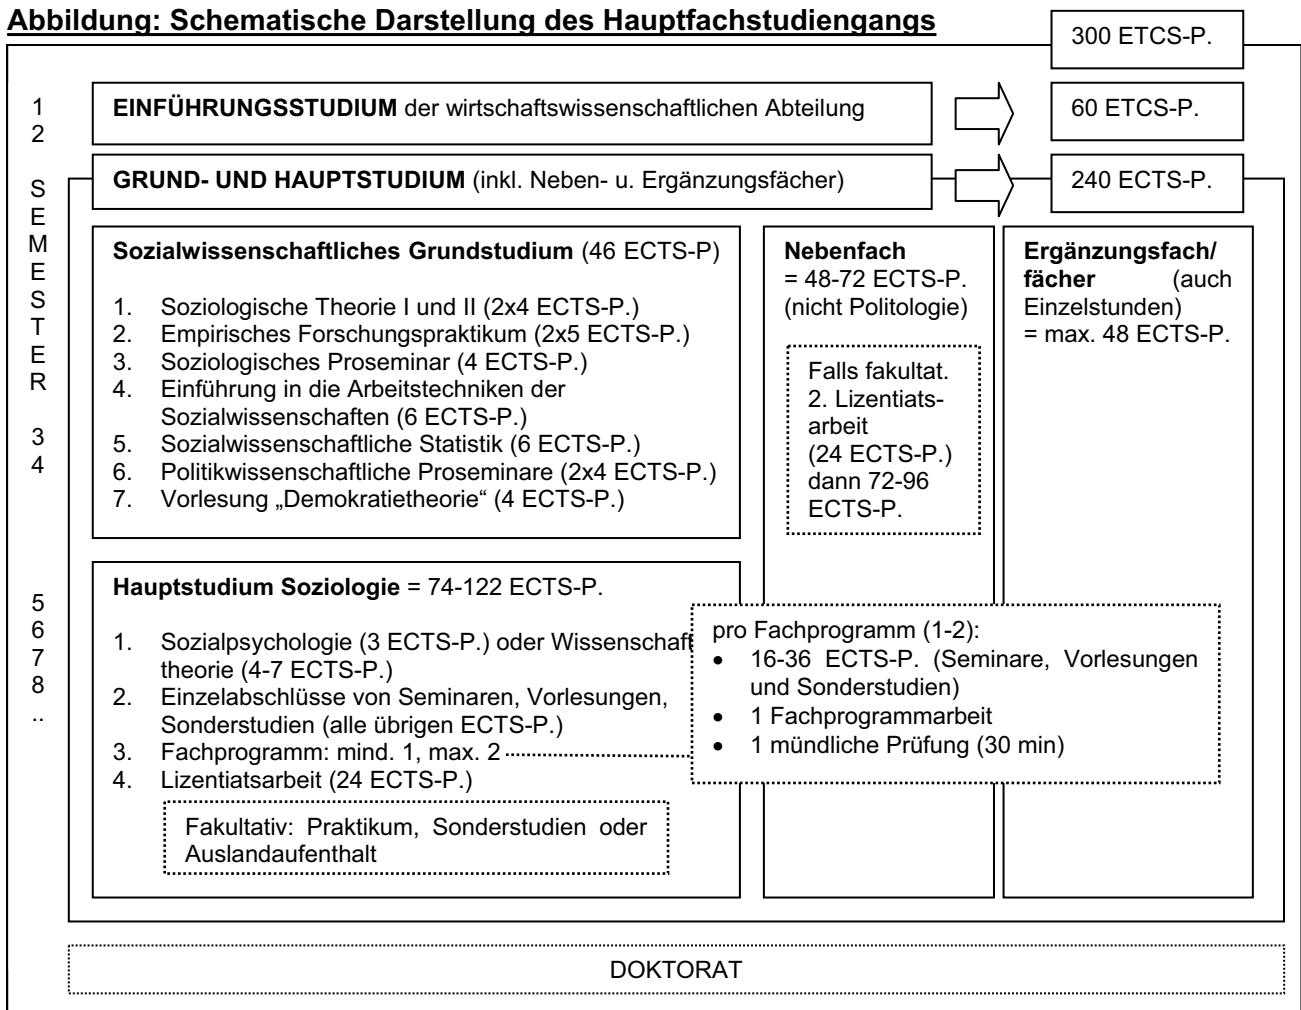 Abbildung: Schematische Darstellung des Hauptfachstudiengangs
300 ETCS-P.
1
2
SEMESTER
3
4
5
6
7
8
..
EINFÜHRUNGSSTUDIUM der wirtschaftswissenschaftlichen Abteilung
60 ETCS-P.
GRUND- UND HAUPTSTUDIUM (inkl. Neben- u. Ergänzungsfächer)
240 ECTS-P.
Sozialwissenschaftliches Grundstudium (46 ECTS-P)
1. Soziologische Theorie I und II (2x4 ECTS-P.)
2. Empirisches Forschungspraktikum (2x5 ECTS-P.)
3. Soziologisches Proseminar (4 ECTS-P.)
4. Einführung in die Arbeitstechniken der
Sozialwissenschaften (6 ECTS-P.)
5. Sozialwissenschaftliche Statistik (6 ECTS-P.)
6. Politikwissenschaftliche Proseminare (2x4 ECTS-P.)
7. Vorlesung „Demokratietheorie“ (4 ECTS-P.)
Nebenfach
= 48-72 ECTS-P.
(nicht Politologie)
Falls fakultat.
2. Lizentiats-
arbeit
(24 ECTS-P.)
dann 72-96
ECTS-P.
Ergänzungsfach/
fächer (auch
Einzelstunden)
= max. 48 ECTS-P.
Hauptstudium Soziologie = 74-122 ECTS-P.
1. Sozialpsychologie (3 ECTS-P.) oder Wissenschaft
theorie (4-7 ECTS-P.)
2. Einzelabschlüsse von Seminaren, Vorlesungen,
Sonderstudien (alle übrigen ECTS-P.)
3. Fachprogramm: mind. 1, max. 2
4. Lizentiatsarbeit (24 ECTS-P.)
Fakultativ: Praktikum, Sonderstudien oder
Auslandaufenthalt
pro Fachprogramm (1-2):
• 16-36 ECTS-P. (Seminare, Vorlesungen
und Sonderstudien)
• 1 Fachprogrammarbeit
• 1 mündliche Prüfung (30 min)
DOKTORAT